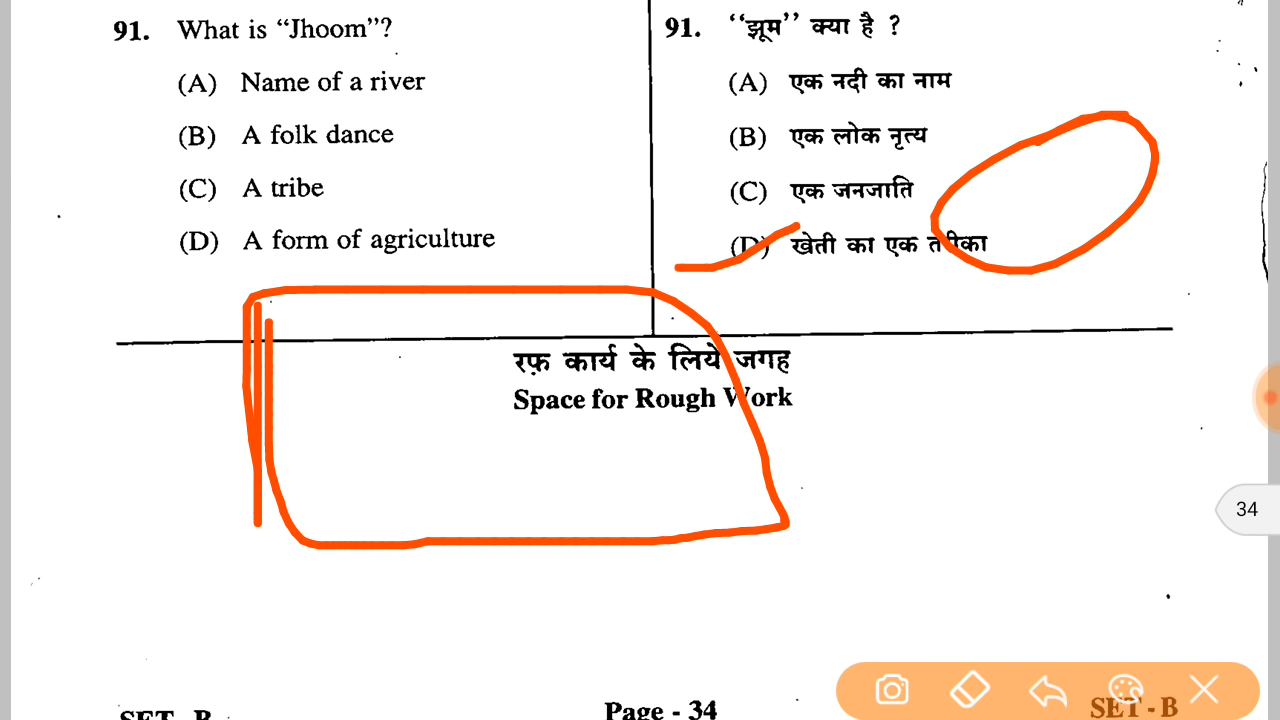 91. What is “Jhoom”?
(A) Name of a river
(B) A folk dance
(C) A tribe
(D) A form of agriculture
91. ‘‘झूम’’ क्या है ?
(A) एक नदी का नाम
(B) एक लोक नृत्य
(C) एक जनजाति
(D) खेती का एक तरीका
रफ़ कार्य के लिये जगह
Space for Rough Work
34
SET - B
Page - 34
SET - B